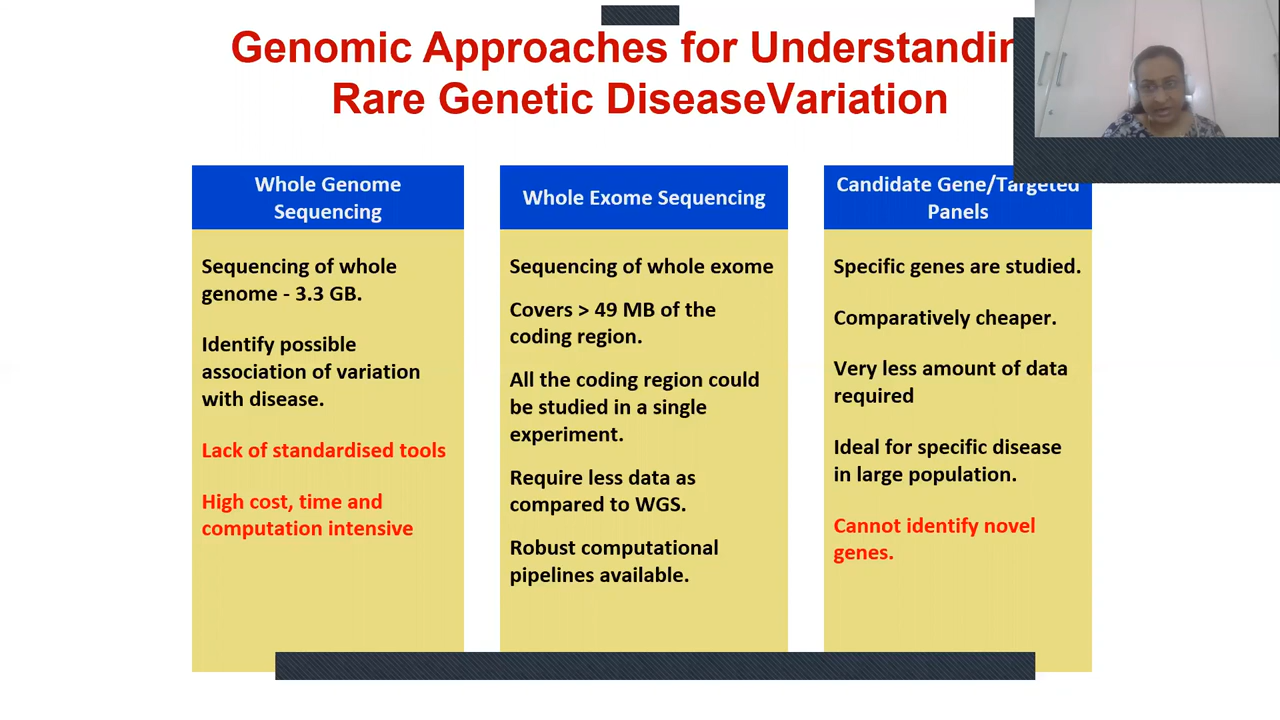 Genomic Approaches for Understandin
Rare Genetic DiseaseVariation
Whole Genome
Sequencing
Sequencing of whole
genome - 3.3 GB.
Identify possible
association of variation
with disease.
Lack of standardised tools
High cost, time and
computation intensive
Whole Exome Sequencing
Sequencing of whole exome
Covers > 49 MB of the
coding region.
All the coding region could
be studied in a single
experiment.
Require less data as
compared to WGS.
Robust computational
pipelines available.
Candidate Gene/Targeted
Panels
Specific genes are studied.
Comparatively cheaper.
Very less amount of data
required
Ideal for specific disease
in large population.
Cannot identify novel
genes.